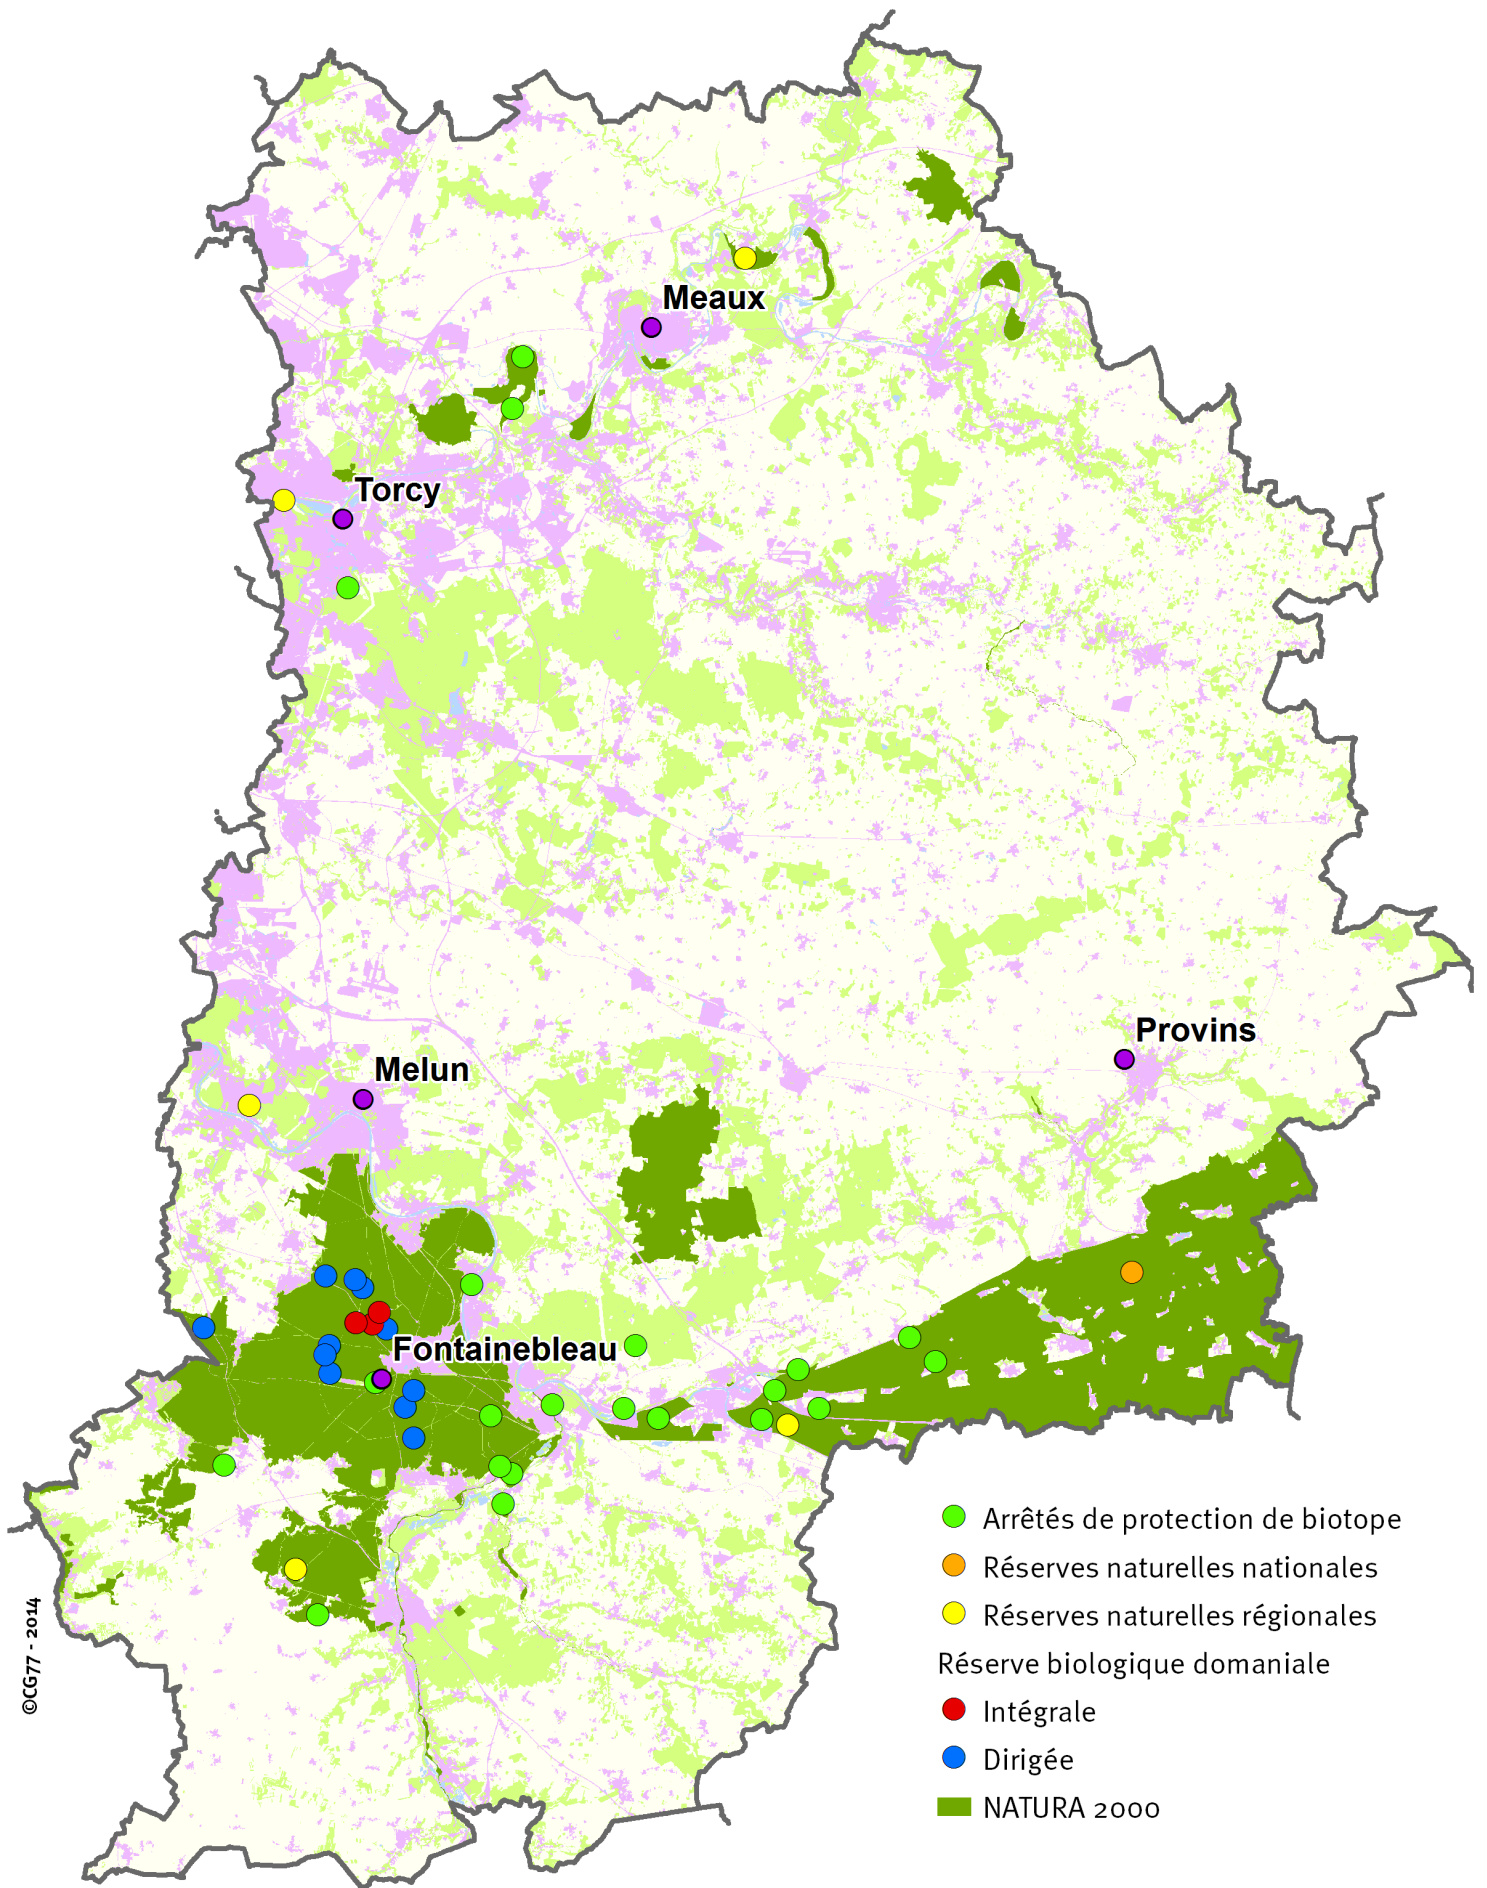 Meaux
Torcy
Provins
Melun
Fontainebleau
Arrêtés de protection de biotope
Réserves naturelles nationales
Réserves naturelles régionales
Réserve biologique domaniale
Intégrale
Dirigée
NATURA 2000
©CG77 - 2014